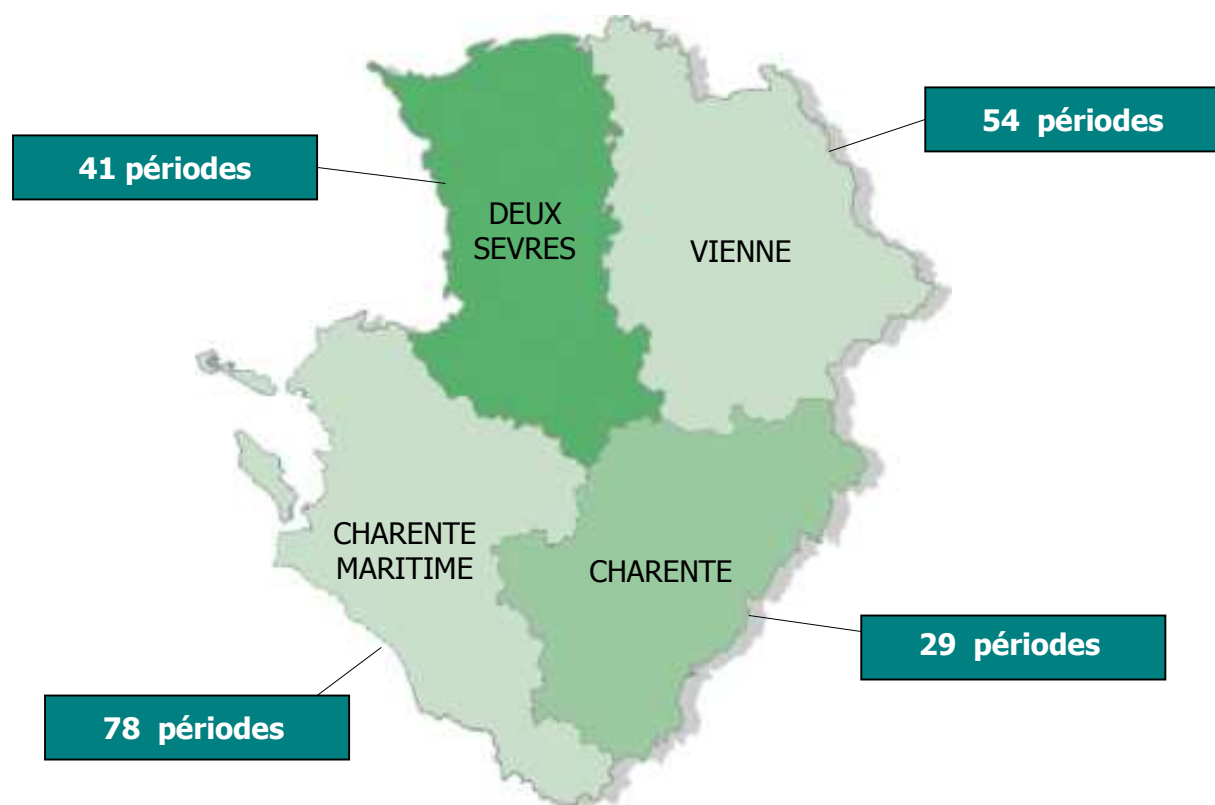 54 périodes
41 périodes
DEUX
SEVRES
VIENNE
CHARENTE
MARITIME
CHARENTE
29 périodes
78 périodes